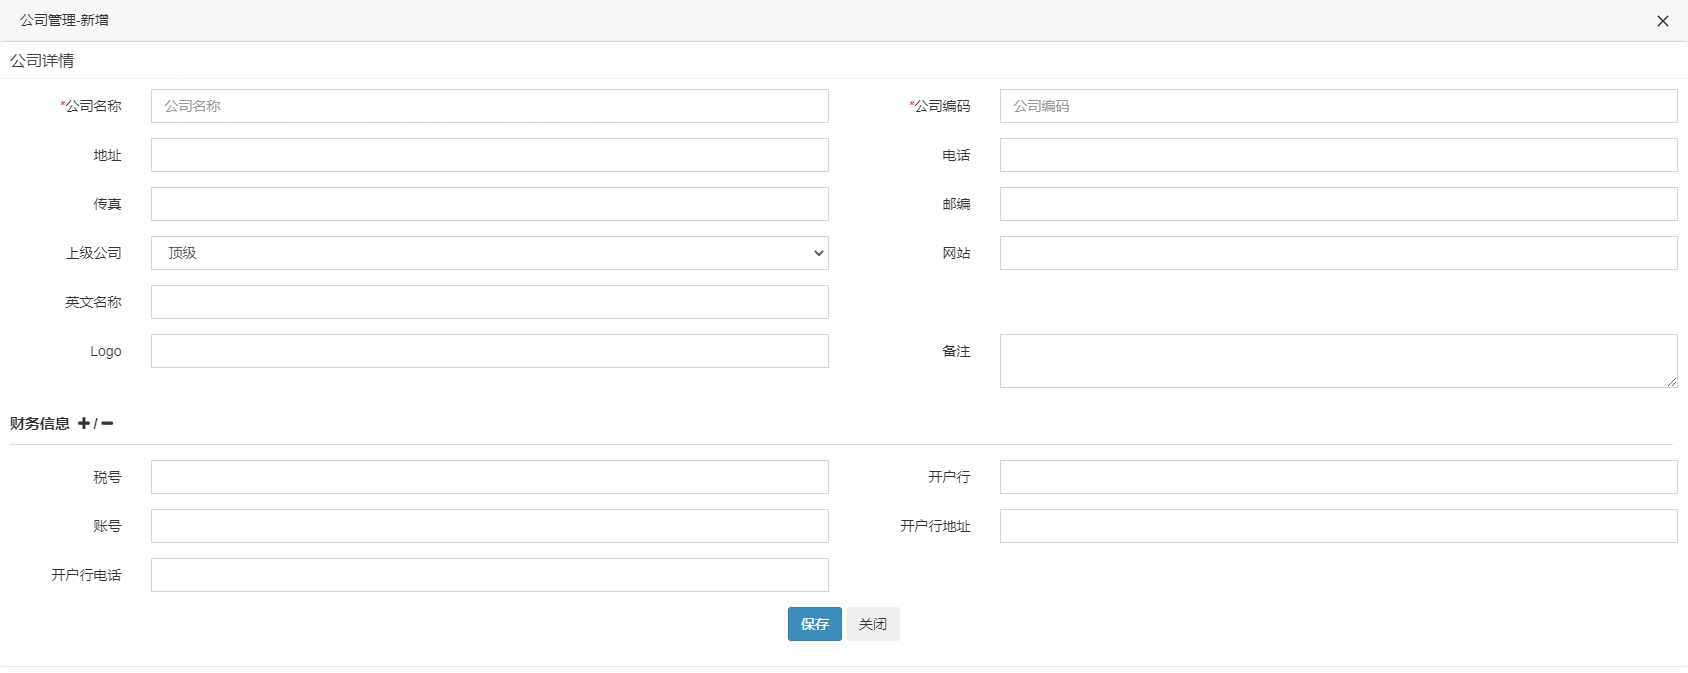 公司管理-新增
公司详情
*公司名称 公司名称 *公司编码 公司编码
地址 电话
传真 邮编
上级公司 顶级 网站
英文名称
Logo 备注
财务信息 +/-
税号 开户行
账号 开户行地址
开户行电话
保存 关闭